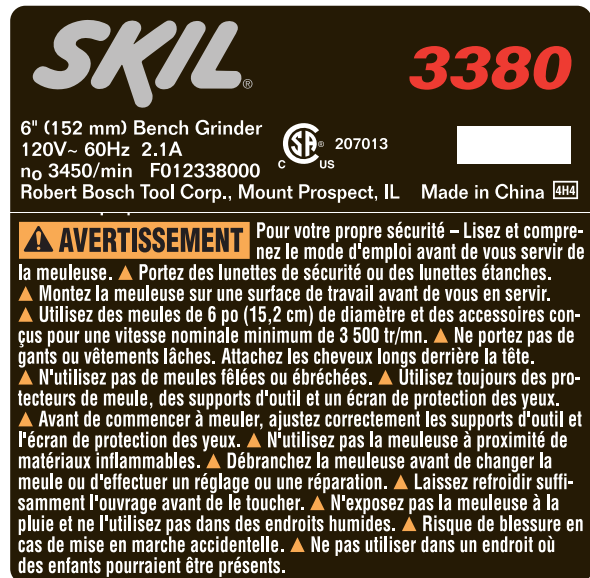 SKIL®
3380
6" (152 mm) Bench Grinder
120V~ 60Hz 2.1A
no 3450/min F012338000
C SA® US 207013
Robert Bosch Tool Corp., Mount Prospect, IL Made in China 4H4
⚠ AVERTISSEMENT Pour votre propre sécurité – Lisez et compre-
nez le mode d'emploi avant de vous servir de
la meuleuse. ▲ Portez des lunettes de sécurité ou des lunettes étanches.
▲ Montez la meuleuse sur une surface de travail avant de vous en servir.
▲ Utilisez des meules de 6 po (15,2 cm) de diamètre et des accessoires con-
çus pour une vitesse nominale minimum de 3 500 tr/mn. ▲ Ne portez pas de
gants ou vêtements lâches. Attachez les cheveux longs derrière la tête.
▲ N'utilisez pas de meules fêlées ou ébréchées. ▲ Utilisez toujours des pro-
tecteurs de meule, des supports d'outil et un écran de protection des yeux.
▲ Avant de commencer à meuler, ajustez correctement les supports d'outil et
l'écran de protection des yeux. ▲ N'utilisez pas la meuleuse à proximité de
matériaux inflammables. ▲ Débranchez la meuleuse avant de changer la
meule ou d'effectuer un réglage ou une réparation. ▲ Laissez refroidir suffi-
samment l'ouvrage avant de le toucher. ▲ N'exposez pas la meuleuse à la
pluie et ne l'utilisez pas dans des endroits humides. ▲ Risque de blessure en
cas de mise en marche accidentelle. ▲ Ne pas utiliser dans un endroit où
des enfants pourraient être présents.